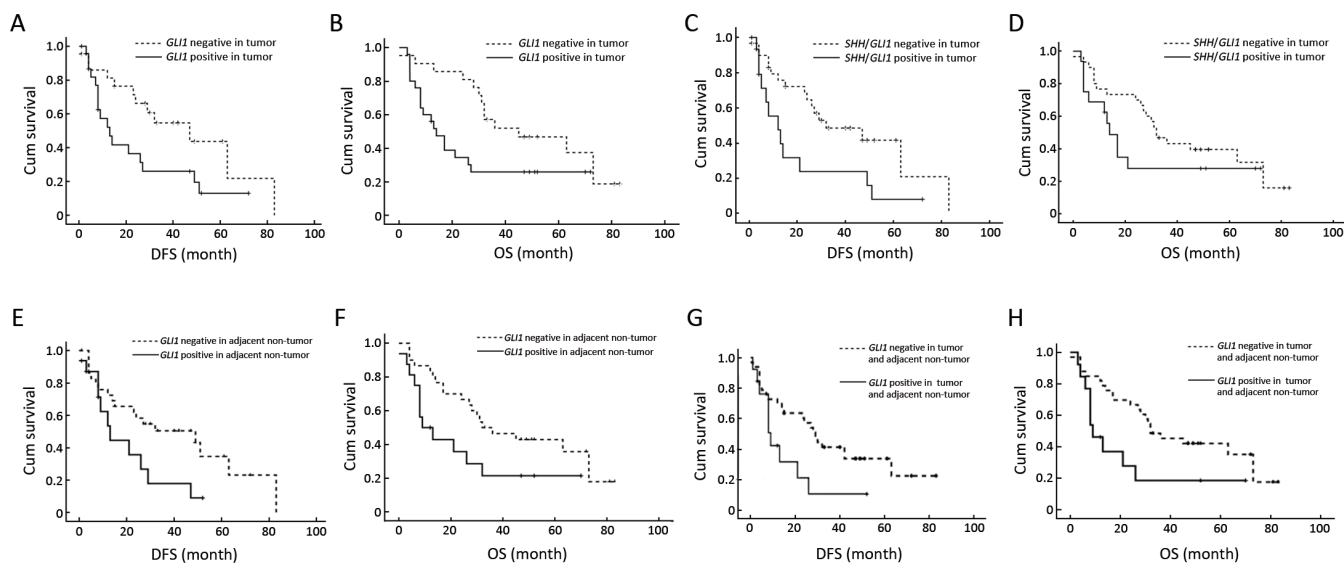 A
GLI1 negative in tumor
GLI1 positive in tumor
Cum survival
1.0
0.8
0.6
0.4
0.2
0
0 20 40 60 80 100
DFS (month)
B
GLI1 negative in tumor
GLI1 positive in tumor
Cum survival
1.0
0.8
0.6
0.4
0.2
0
0 20 40 60 80 100
OS (month)
C
SHH/GLI1 negative in tumor
SHH/GLI1 positive in tumor
Cum survival
1.0
0.8
0.6
0.4
0.2
0
0 20 40 60 80 100
DFS (month)
D
SHH/GLI1 negative in tumor
SHH/GLI1 positive in tumor
Cum survival
1.0
0.8
0.6
0.4
0.2
0
0 20 40 60 80 100
OS (month)
E
GLI1 negative in adjacent non-tumor
GLI1 positive in adjacent non-tumor
Cum survival
1.0
0.8
0.6
0.4
0.2
0
0 20 40 60 80 100
DFS (month)
F
GLI1 negative in adjacent non-tumor
GLI1 positive in adjacent non-tumor
Cum survival
1.0
0.8
0.6
0.4
0.2
0
0 20 40 60 80 100
OS (month)
G
GLI1 negative in tumor
and adjacent non-tumor
GLI1 positive in tumor
and adjacent non-tumor
Cum survival
1.0
0.8
0.6
0.4
0.2
0
0 20 40 60 80 100
DFS (month)
H
GLI1 negative in tumor
and adjacent non-tumor
GLI1 positive in tumor
and adjacent non-tumor
Cum survival
1.0
0.8
0.6
0.4
0.2
0
0 20 40 60 80 100
OS (month)